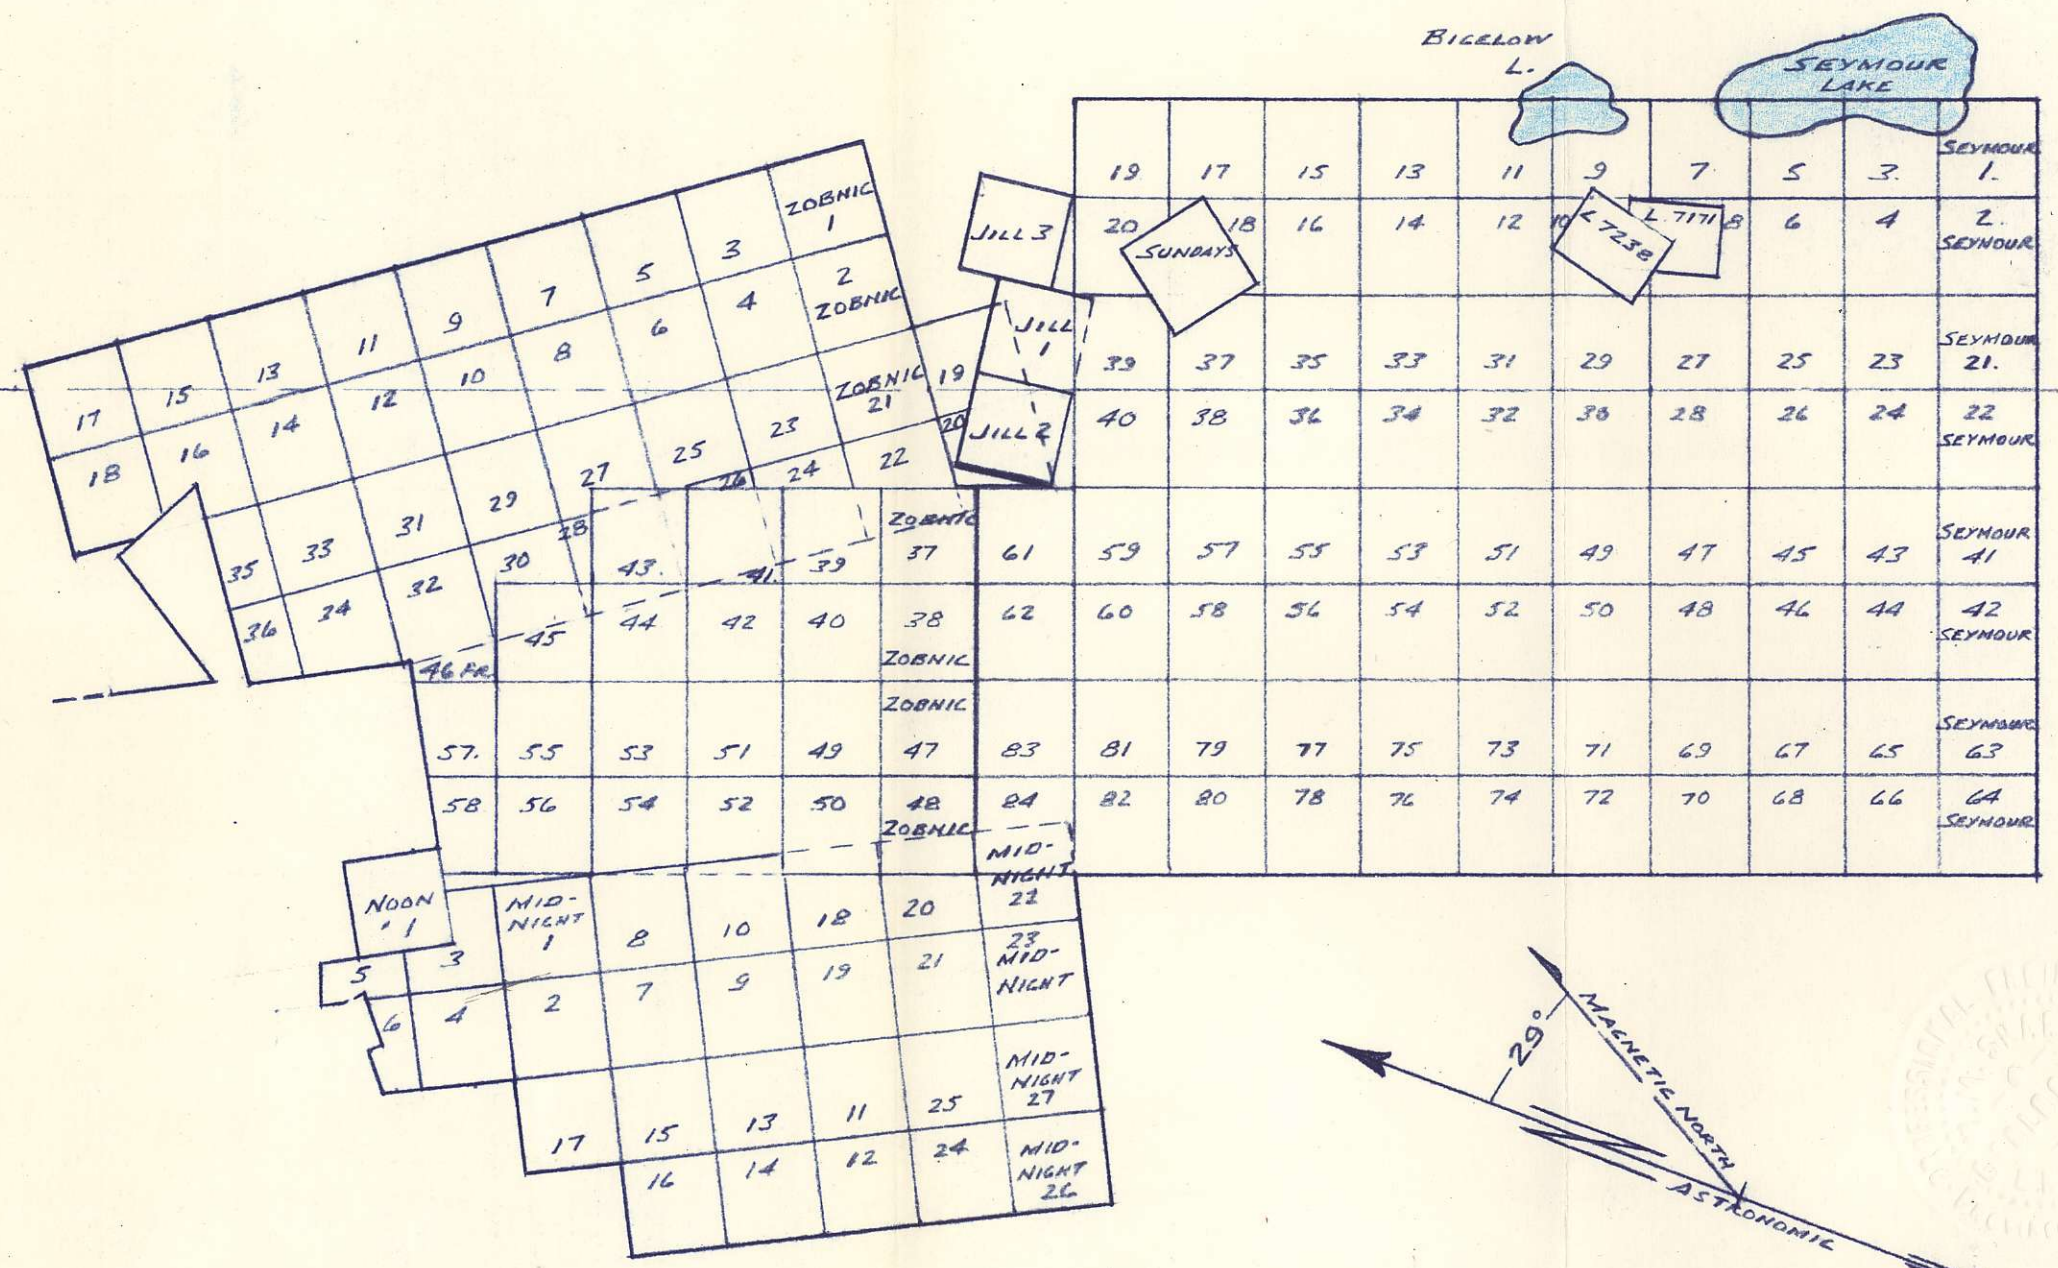 BIGELOW
L.
SEYMOUR
LAKE
19 17 15 13 11 9 7. 5 3. SEYMOUR
1.
20 18 16 14 12 10 L 7238 L. 7171 8 6 4 2.
SEYMOUR
SUNDAYS
JILL 3
JILL
1
JILL 2
39 37 35 33 31 29 27 25 23 SEYMOUR
21.
40 38 36 34 32 30 28 26 24 22
SEYMOUR
61 59 57 55 53 51 49 47 45 43 SEYMOUR
41
62 60 58 56 54 52 50 48 46 44 42
SEYMOUR
83 81 79 77 75 73 71 69 67 65 SEYMOUR
63
84 82 80 78 76 74 72 70 68 66 64
SEYMOUR
17 15 13 11 9 7 5 3 ZOBNIC
1
18 16 14 12 10 8 6 4 2
ZOBNIC
35 33 31 29 27 25 23 ZOBNIC
21
19
36 34 32 30 28 26 24 22 20
43. 41. 39 ZOBNIC
37
46 FR. 45 44 42 40 38
ZOBNIC
ZOBNIC
57. 55 53 51 49 47
58 56 54 52 50 48
ZOBNIC
NOON
1
5 3 MID-
NIGHT
1
8 10 18 20 MID-
NIGHT
22
6 4 2 7 9 19 21 23
MID-
NIGHT
17 15 13 11 25 MID-
NIGHT
27
16 14 12 24 MID-
NIGHT
26
29°
MAGNETIC NORTH
ASTRONOMIC